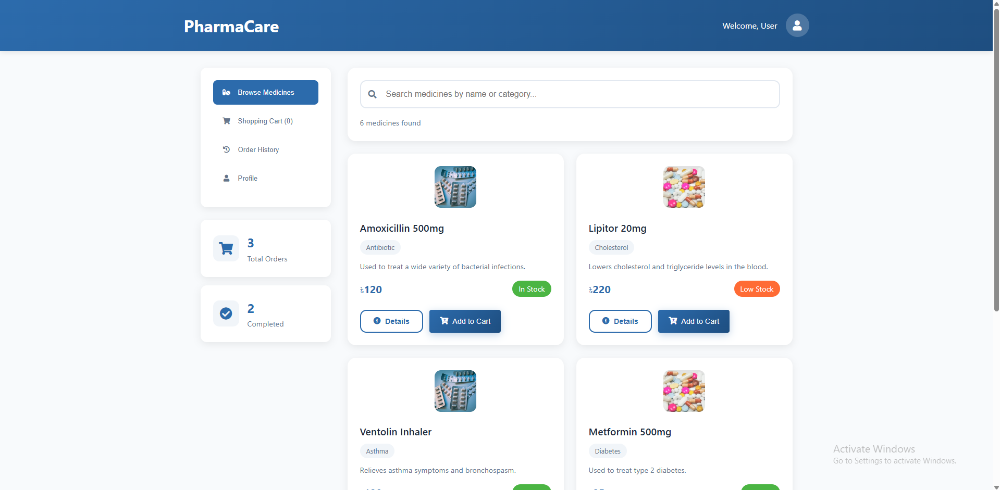 PharmaCare
Welcome, User
Browse Medicines
Shopping Cart (0)
Order History
Profile
3
Total Orders
2
Completed
Search medicines by name or category...
6 medicines found
Amoxicillin 500mg
Antibiotic
Used to treat a wide variety of bacterial infections.
৳120
In Stock
Details
Add to Cart
Lipitor 20mg
Cholesterol
Lowers cholesterol and triglyceride levels in the blood.
৳220
Low Stock
Details
Add to Cart
Ventolin Inhaler
Asthma
Relieves asthma symptoms and bronchospasm.
Metformin 500mg
Diabetes
Used to treat type 2 diabetes.
Activate Windows
Go to Settings to activate Windows.